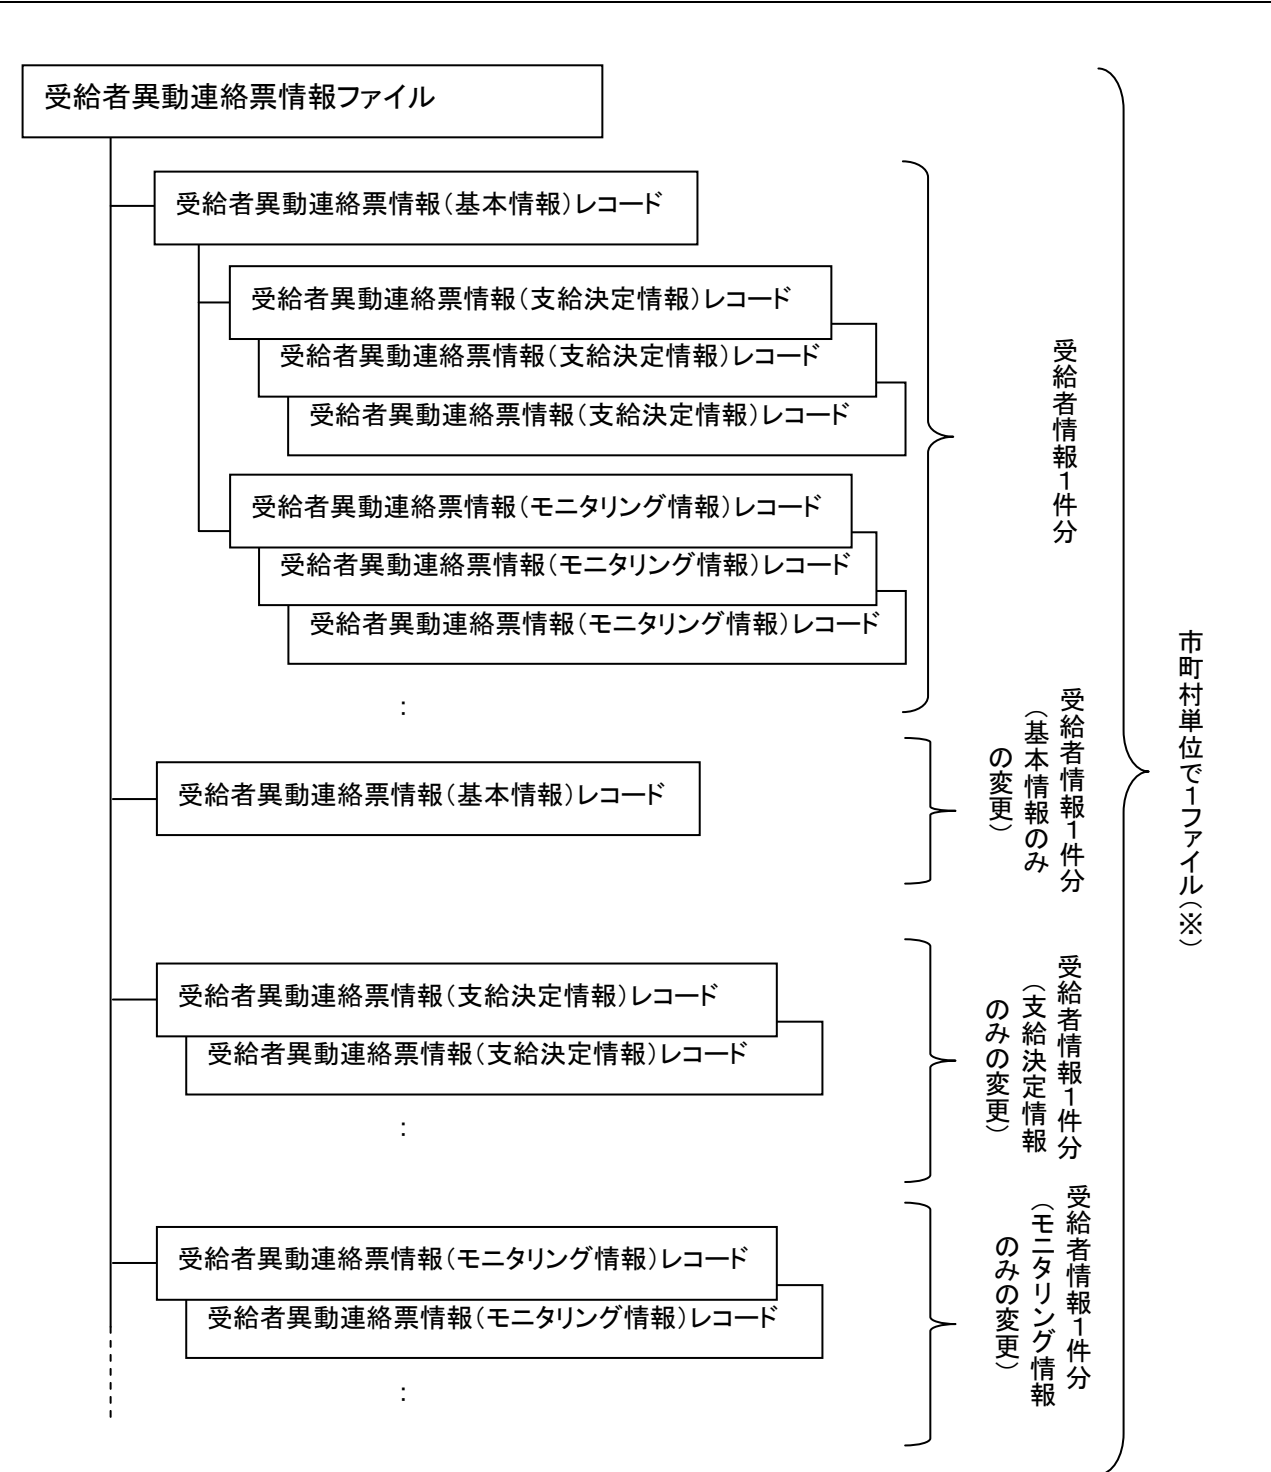 受給者異動連絡票情報ファイル
受給者異動連絡票情報（基本情報）レコード
受給者異動連絡票情報（支給決定情報）レコード
受給者異動連絡票情報（支給決定情報）レコード
受給者異動連絡票情報（支給決定情報）レコード
受給者異動連絡票情報（モニタリング情報）レコード
受給者異動連絡票情報（モニタリング情報）レコード
受給者異動連絡票情報（モニタリング情報）レコード
：
受給者情報１件分
受給者異動連絡票情報（基本情報）レコード
受給者情報１件分
（基本情報のみ
の変更）
受給者異動連絡票情報（支給決定情報）レコード
受給者異動連絡票情報（支給決定情報）レコード
：
受給者情報１件分
（支給決定情報
のみの変更）
受給者異動連絡票情報（モニタリング情報）レコード
受給者異動連絡票情報（モニタリング情報）レコード
：
受給者情報１件分
（モニタリング情報
のみの変更）
市町村単位で１ファイル（※）